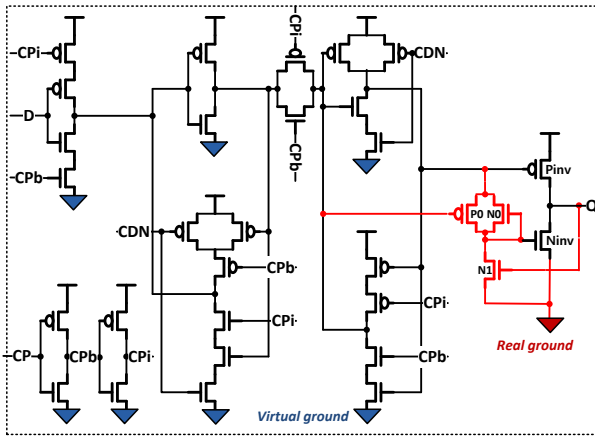 CPi
CPi
CDN
D
CPb
CPb
Pinv
Q
P0 N0
Ninv
CDN
CPb
N1
CPi
CPi
CP
CPb
CPi
CPb
Real ground
Virtual ground